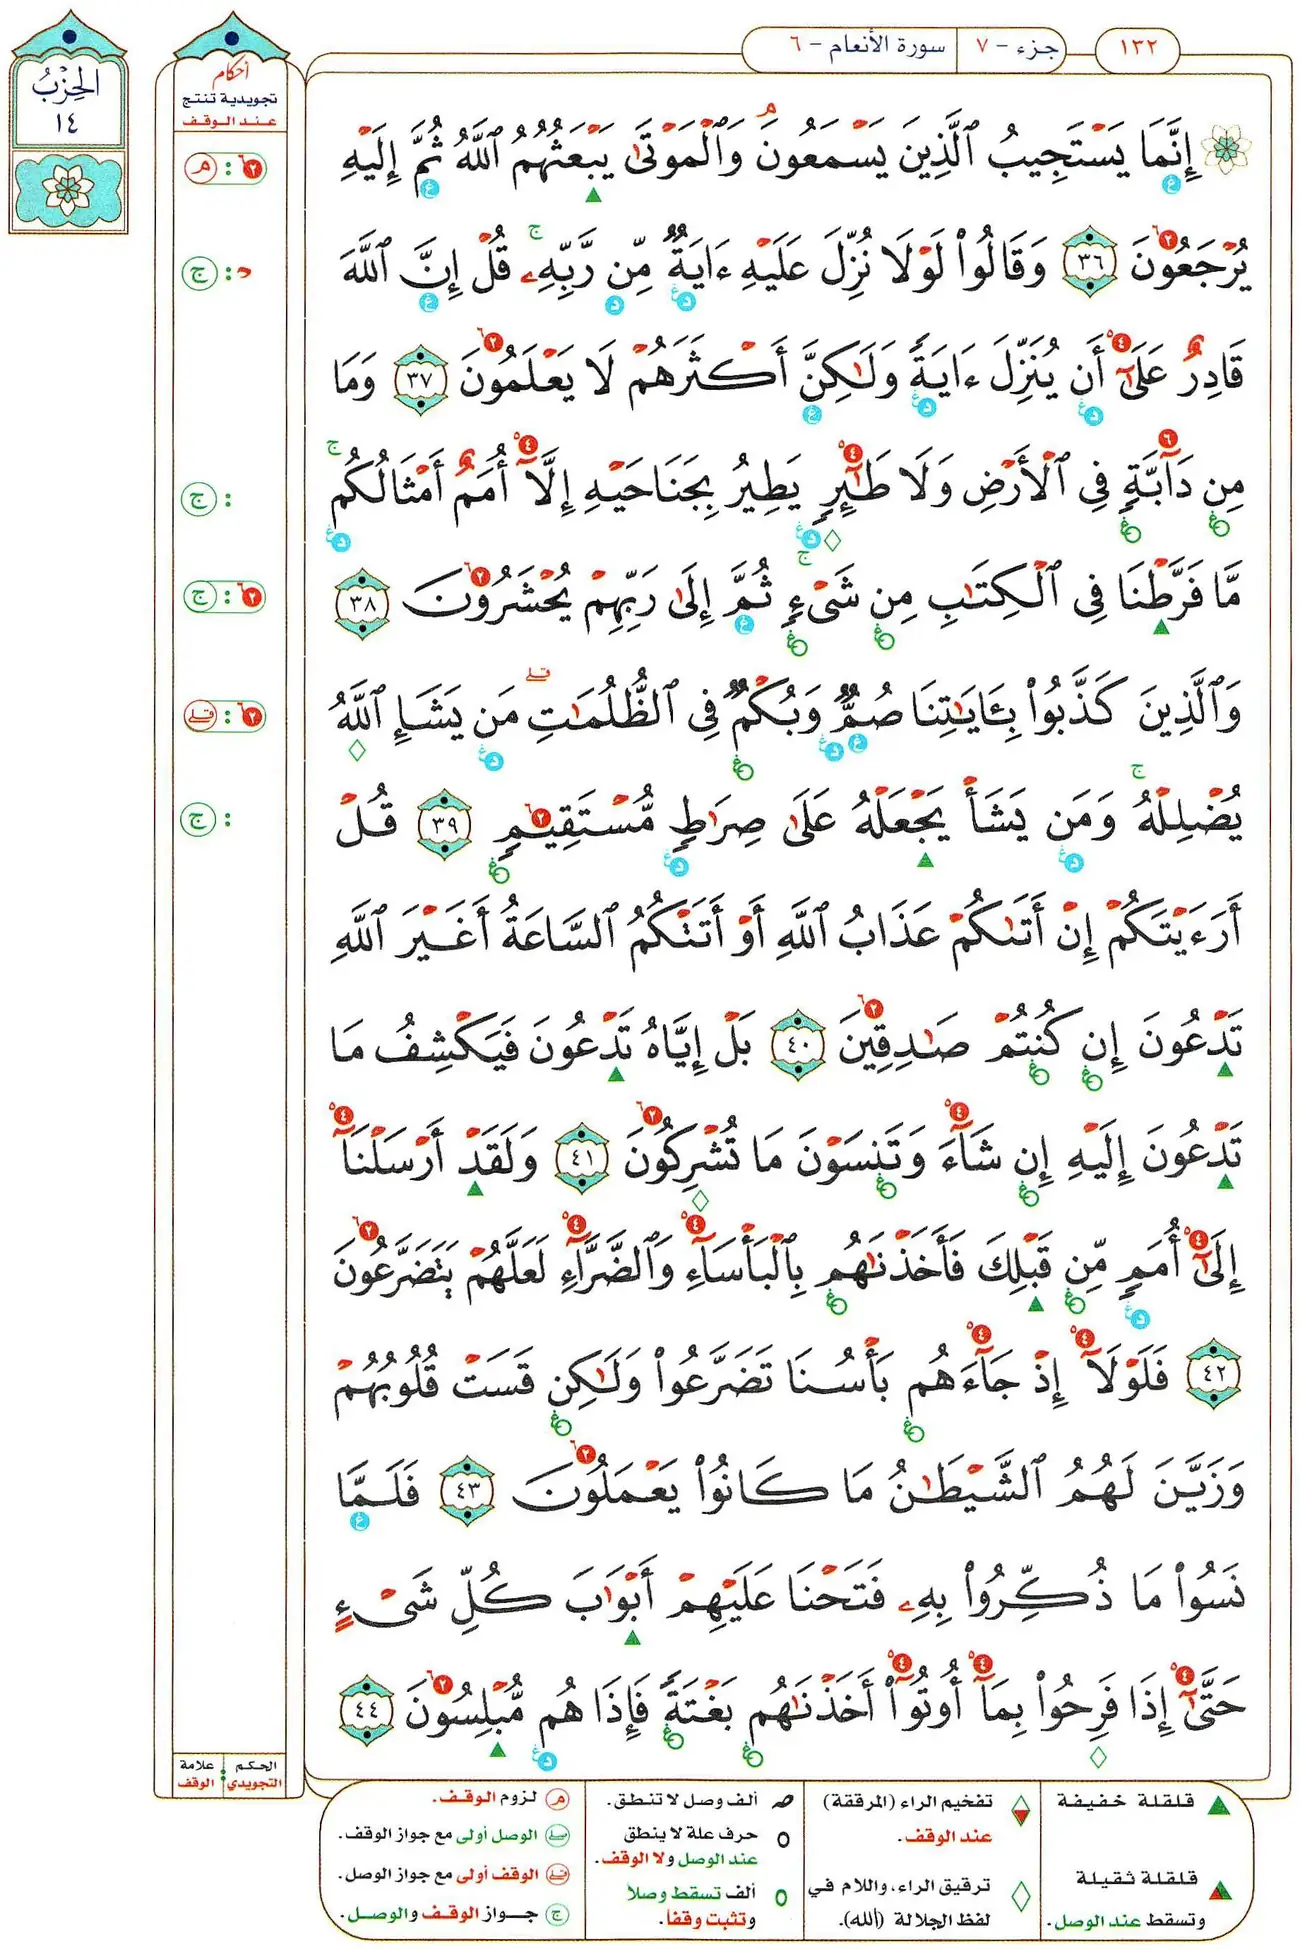 ١٣٢
جزء - ٧
سورة الأنعام - ٦
الحِزْبُ
١٤
أحكام
تجويدية تنتج
عند الوقف
إِنَّمَا يَسْتَجِيبُ ٱلَّذِينَ يَسْمَعُونَ ۘ وَٱلْمَوْتَىٰ يَبْعَثُهُمُ ٱللَّهُ ثُمَّ إِلَيْهِ
يُرْجَعُونَ ٣٦ وَقَالُوا۟ لَوْلَا نُزِّلَ عَلَيْهِ ءَايَةٌ مِّن رَّبِّهِۦ ۚ قُلْ إِنَّ ٱللَّهَ
قَادِرٌ عَلَىٰٓ أَن يُنَزِّلَ ءَايَةً وَلَٰكِنَّ أَكْثَرَهُمْ لَا يَعْلَمُونَ ٣٧ وَمَا
مِن دَآبَّةٍ فِى ٱلْأَرْضِ وَلَا طَٰٓئِرٍ يَطِيرُ بِجَنَاحَيْهِ إِلَّآ أُمَمٌ أَمْثَالُكُم ۚ
مَّا فَرَّطْنَا فِى ٱلْكِتَٰبِ مِن شَىْءٍ ۚ ثُمَّ إِلَىٰ رَبِّهِمْ يُحْشَرُونَ ٣٨
وَٱلَّذِينَ كَذَّبُوا۟ بِـَٔايَٰتِنَا صُمٌّ وَبُكْمٌ فِى ٱلظُّلُمَٰتِ ۗ مَن يَشَإِ ٱللَّهُ
يُضْلِلْهُ وَمَن يَشَأْ يَجْعَلْهُ عَلَىٰ صِرَٰطٍ مُّسْتَقِيمٍ ٣٩ قُلْ
أَرَءَيْتَكُمْ إِنْ أَتَىٰكُمْ عَذَابُ ٱللَّهِ أَوْ أَتَتْكُمُ ٱلسَّاعَةُ أَغَيْرَ ٱللَّهِ
تَدْعُونَ إِن كُنتُمْ صَٰدِقِينَ ٤٠ بَلْ إِيَّاهُ تَدْعُونَ فَيَكْشِفُ مَا
تَدْعُونَ إِلَيْهِ إِن شَآءَ وَتَنسَوْنَ مَا تُشْرِكُونَ ٤١ وَلَقَدْ أَرْسَلْنَآ
إِلَىٰٓ أُمَمٍ مِّن قَبْلِكَ فَأَخَذْنَٰهُم بِٱلْبَأْسَآءِ وَٱلضَّرَّآءِ لَعَلَّهُمْ يَتَضَرَّعُونَ
٤٢ فَلَوْلَآ إِذْ جَآءَهُم بَأْسُنَا تَضَرَّعُوا۟ وَلَٰكِن قَسَتْ قُلُوبُهُمْ
وَزَيَّنَ لَهُمُ ٱلشَّيْطَٰنُ مَا كَانُوا۟ يَعْمَلُونَ ٤٣ فَلَمَّا
نَسُوا۟ مَا ذُكِّرُوا۟ بِهِۦ فَتَحْنَا عَلَيْهِمْ أَبْوَٰبَ كُلِّ شَىْءٍ
حَتَّىٰٓ إِذَا فَرِحُوا۟ بِمَآ أُوتُوٓا۟ أَخَذْنَٰهُم بَغْتَةً فَإِذَا هُم مُّبْلِسُونَ ٤٤
الحكم التجويدي : علامة الوقف
قلقلة خفيفة
قلقلة ثقيلة
وتسقط عند الوصل.
تفخيم الراء (المرققة)
عند الوقف.
ترقيق الراء، واللام في
لفظ الجلالة (الله).
ألف وصل لا تنطق.
حرف علة لا ينطق
عند الوصل ولا الوقف.
ألف تسقط وصلاً
وتثبت وقفاً.
م لزوم الوقف.
صلے الوصل أولى مع جواز الوقف.
قلے الوقف أولى مع جواز الوصل.
ج جواز الوقف والوصل.